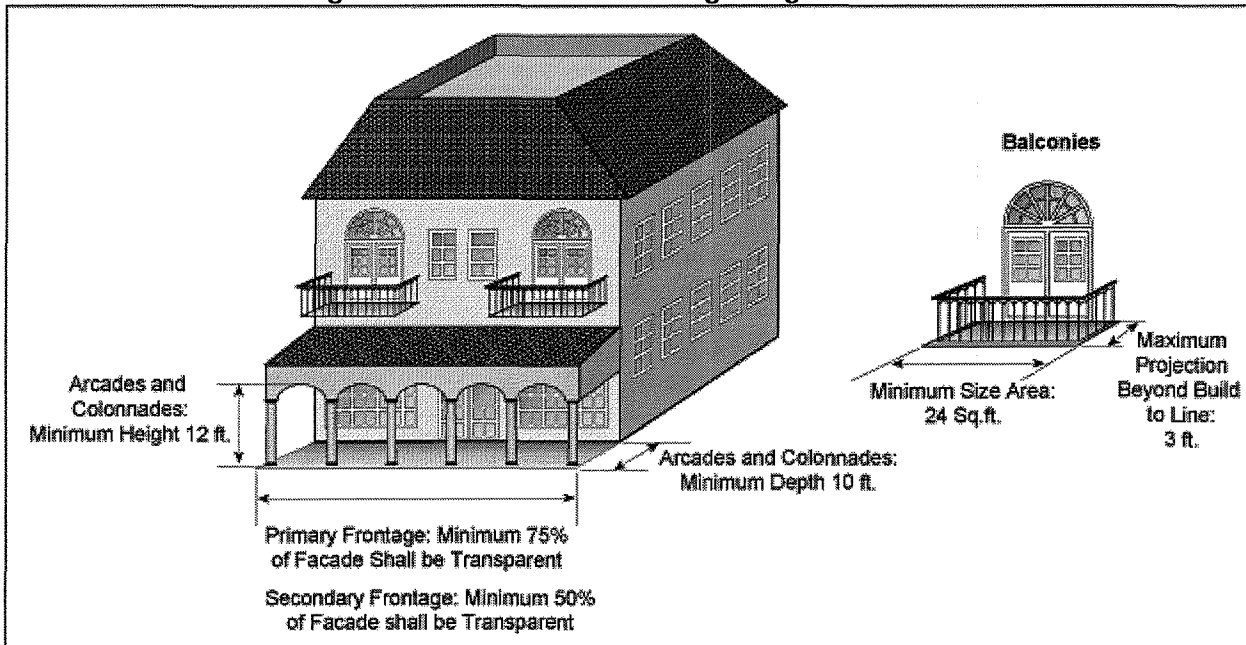 Balconies
Arcades and
Colonnades:
Minimum Height 12 ft.
Arcades and Colonnades:
Minimum Depth 10 ft.
Primary Frontage: Minimum 75%
of Facade Shall be Transparent
Secondary Frontage: Minimum 50%
of Facade shall be Transparent
Minimum Size Area:
24 Sq.ft.
Maximum
Projection
Beyond Build
to Line:
3 ft.